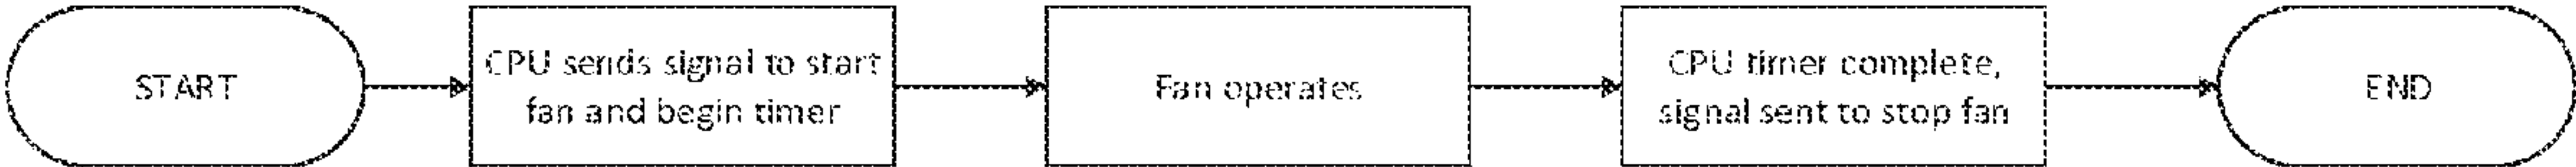 START
CPU sends signal to start
fan and begin timer
Fan operates
CPU timer complete,
signal sent to stop fan
END